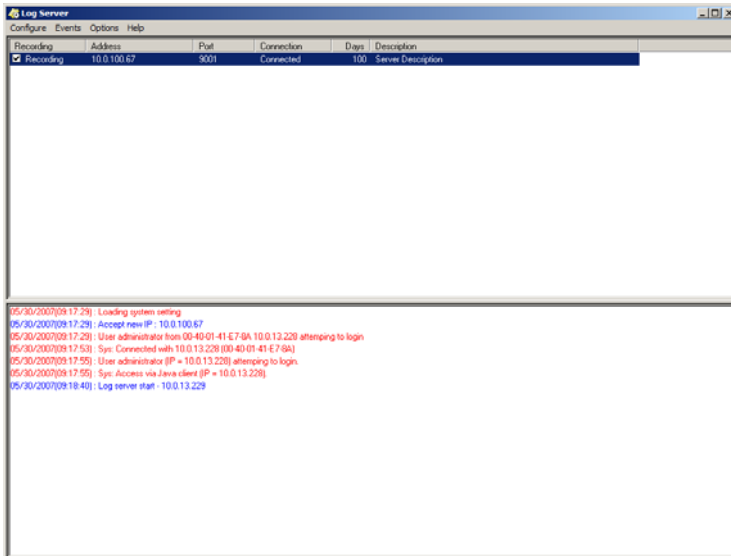 Log Server
Configure Events Options Help
Recording Address Port Connection Days Description
Recording 10.0.100.67 9001 Connected 100 Server Description
05/30/2007(09:17:29) : Loading system setting
05/30/2007(09:17:29) : Accept new IP : 10.0.100.67
05/30/2007(09:17:29) : User administrator from 00-40-01-41-E7-8A 10.0.13.228 attemping to login
05/30/2007(09:17:53) : Sys: Connected with 10.0.13.228 (00-40-01-41-E7-8A)
05/30/2007(09:17:55) : User administrator (IP = 10.0.13.228) attemping to login.
05/30/2007(09:17:55) : Sys: Access via Java client (IP = 10.0.13.228).
05/30/2007(09:18:40) : Log server start - 10.0.13.229